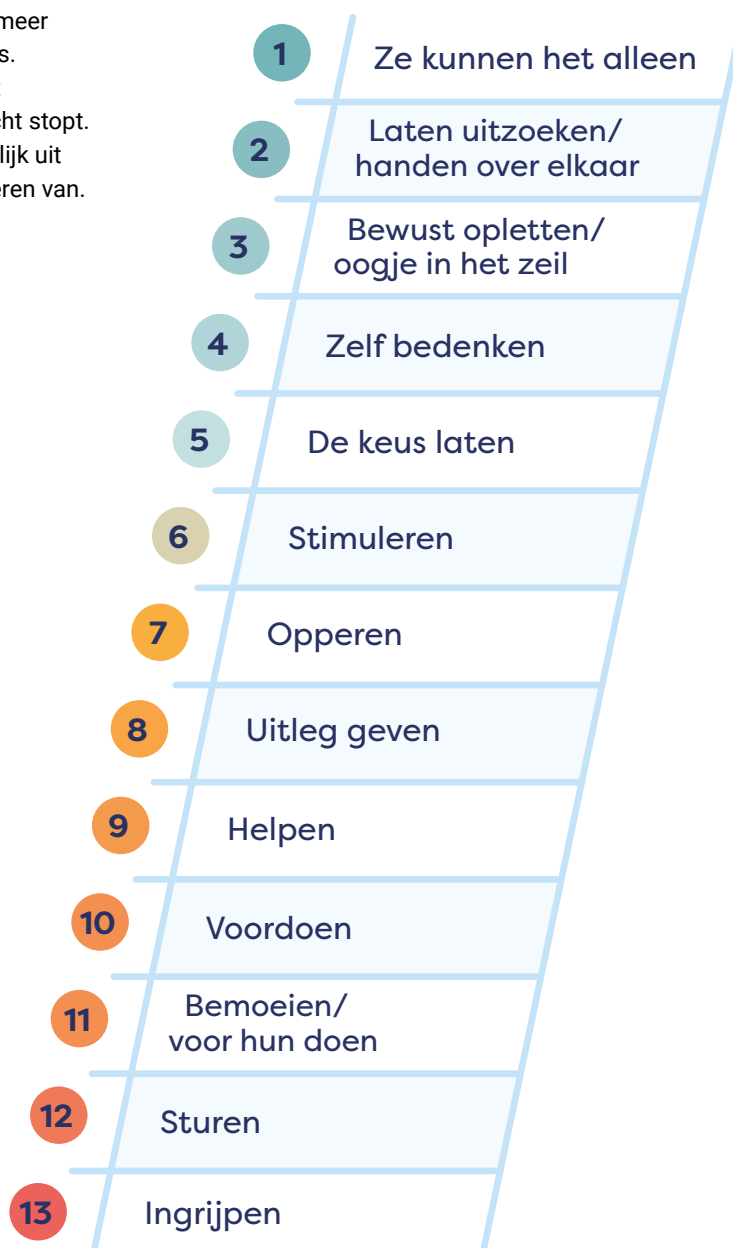 meer
s.
cht stopt.
lijk uit
eren van.
1
Ze kunnen het alleen
2
Laten uitzoeken/
handen over elkaar
3
Bewust opletten/
oogje in het zeil
4
Zelf bedenken
5
De keus laten
6
Stimuleren
7
Opperen
8
Uitleg geven
9
Helpen
10
Voordoen
11
Bemoeien/
voor hun doen
12
Sturen
13
Ingrijpen